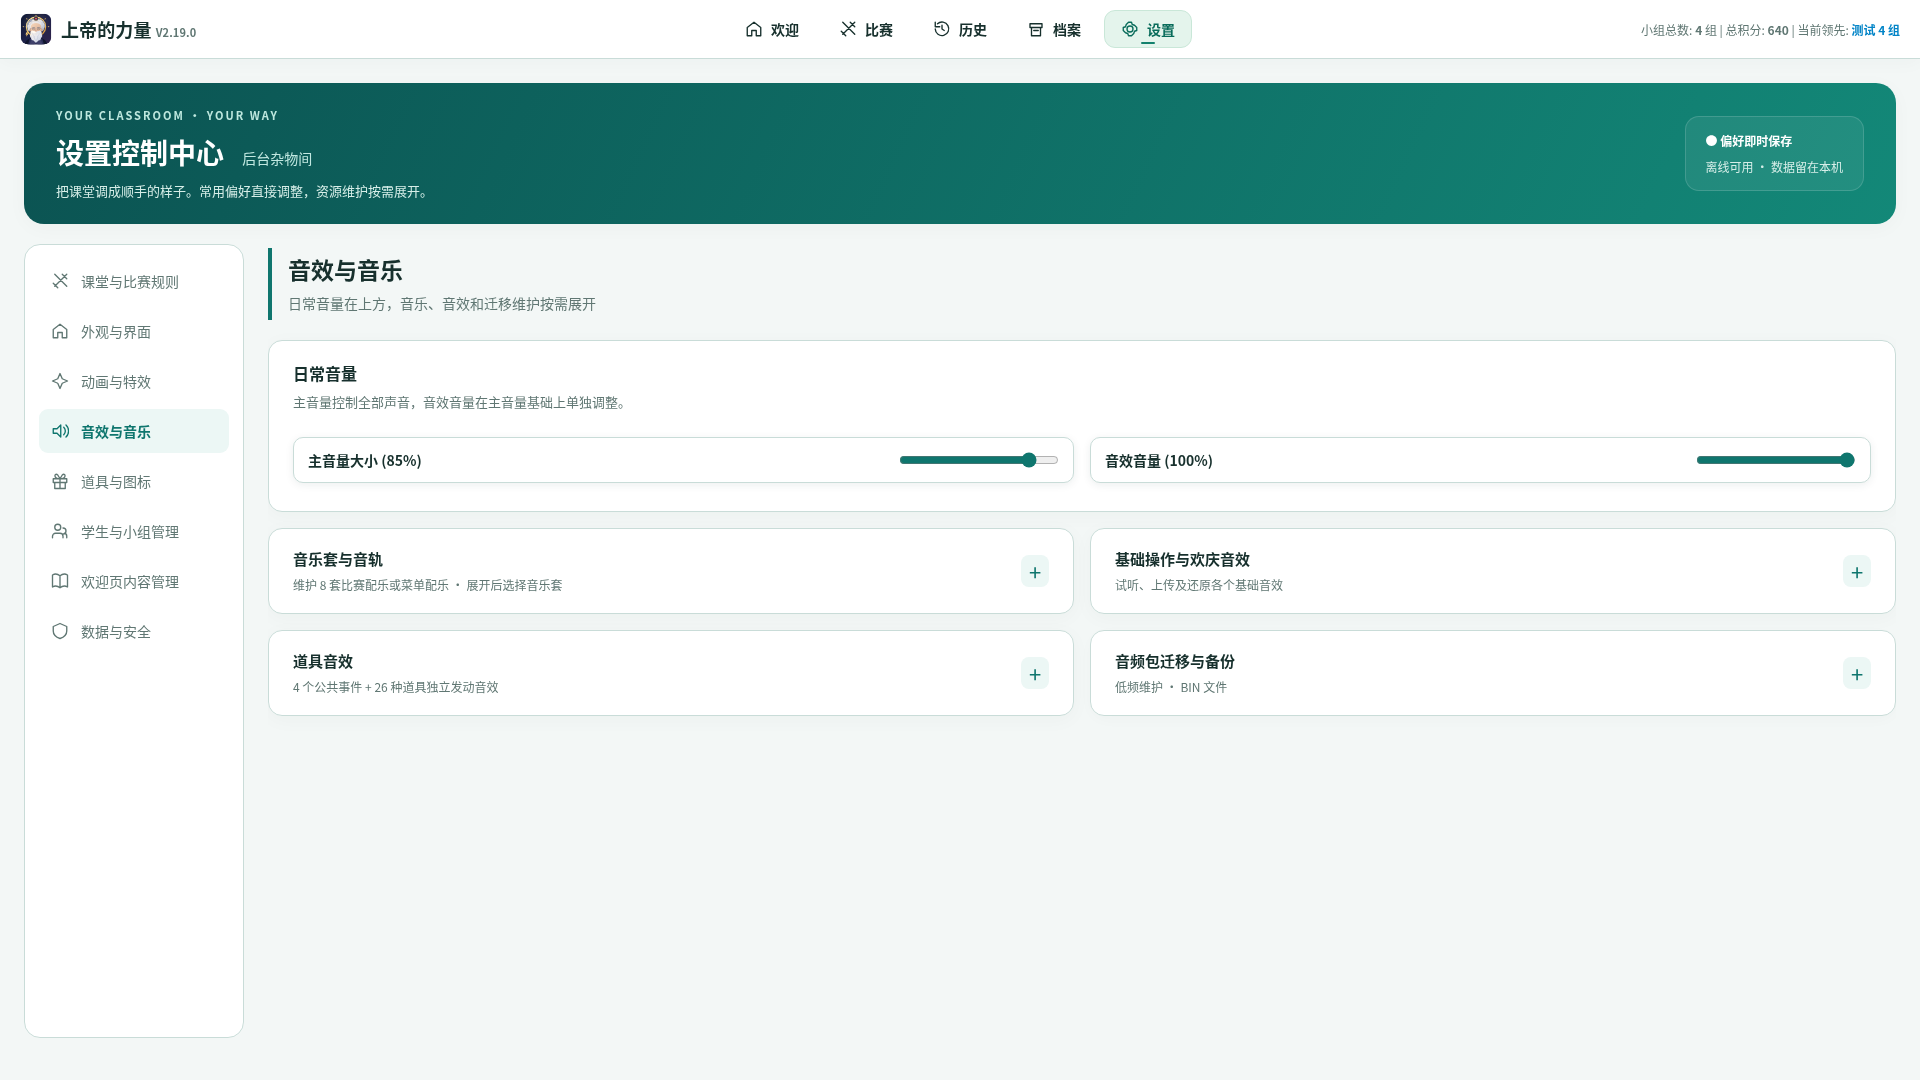 上帝的力量 V2.19.0
欢迎
比赛
历史
档案
设置
小组总数: 4 组 | 总积分: 640 | 当前领先: 测试 4 组
YOUR CLASSROOM • YOUR WAY
设置控制中心 后台杂物间
把课堂调成顺手的样子。常用偏好直接调整，资源维护按需展开。
偏好即时保存
离线可用 • 数据留在本机
课堂与比赛规则
外观与界面
动画与特效
音效与音乐
道具与图标
学生与小组管理
欢迎页内容管理
数据与安全
音效与音乐
日常音量在上方，音乐、音效和迁移维护按需展开
日常音量
主音量控制全部声音，音效音量在主音量基础上单独调整。
主音量大小 (85%)
音效音量 (100%)
音乐套与音轨
维护 8 套比赛配乐或菜单配乐 • 展开后选择音乐套
+
基础操作与欢庆音效
试听、上传及还原各个基础音效
+
道具音效
4 个公共事件 + 26 种道具独立发动音效
+
音频包迁移与备份
低频维护 • BIN 文件
+